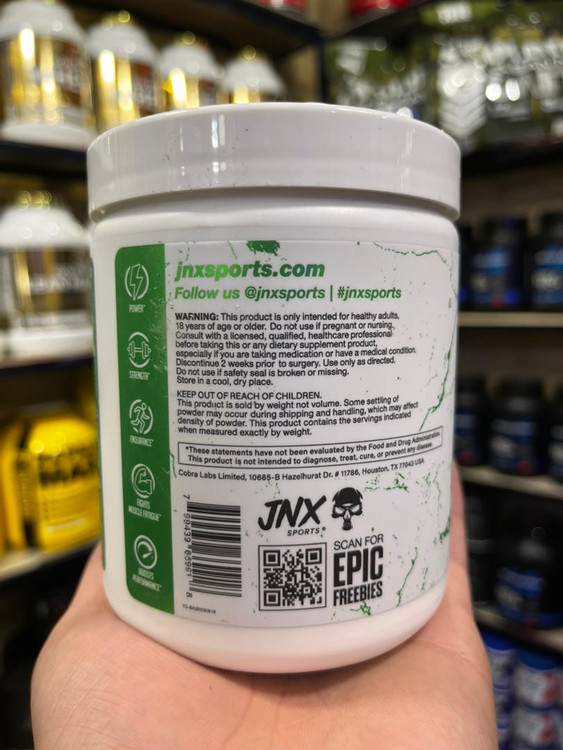 jnxsports.com
Follow us @jnxsports | #jnxsports
WARNING: This product is only intended for healthy adults,
18 years of age or older. Do not use if pregnant or nursing.
Consult with a licensed, qualified, healthcare professional
before taking this or any dietary supplement product,
especially if you are taking medication or have a medical condition.
Discontinue 2 weeks prior to surgery. Use only as directed.
Do not use if safety seal is broken or missing.
Store in a cool, dry place.
KEEP OUT OF REACH OF CHILDREN.
This product is sold by weight not volume. Some settling of
powder may occur during shipping and handling, which may affect
density of powder. This product contains the servings indicated
when measured exactly by weight.
*These statements have not been evaluated by the Food and Drug Administration.
This product is not intended to diagnose, treat, cure, or prevent any disease.
Cobra Labs Limited, 10685-B Hazelhurst Dr. # 11786, Houston, TX 77043 USA
POWER*
STRENGTH*
ENDURANCE*
FIGHTS
MUSCLE FATIGUE*
BOOSTS
PERFORMANCE*
JNX
SPORTS®
SCAN FOR
EPIC
FREEBIES